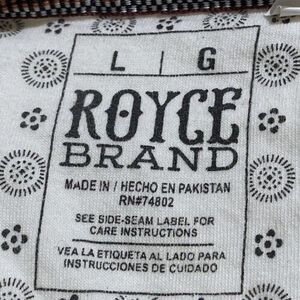 L | G
ROYCE
BRAND
MADE IN / HECHO EN PAKISTAN
RN#74802
SEE SIDE-SEAM LABEL FOR
CARE INSTRUCTIONS
VEA LA ETIQUETA AL LADO PARA
INSTRUCCIONES DE CUIDADO